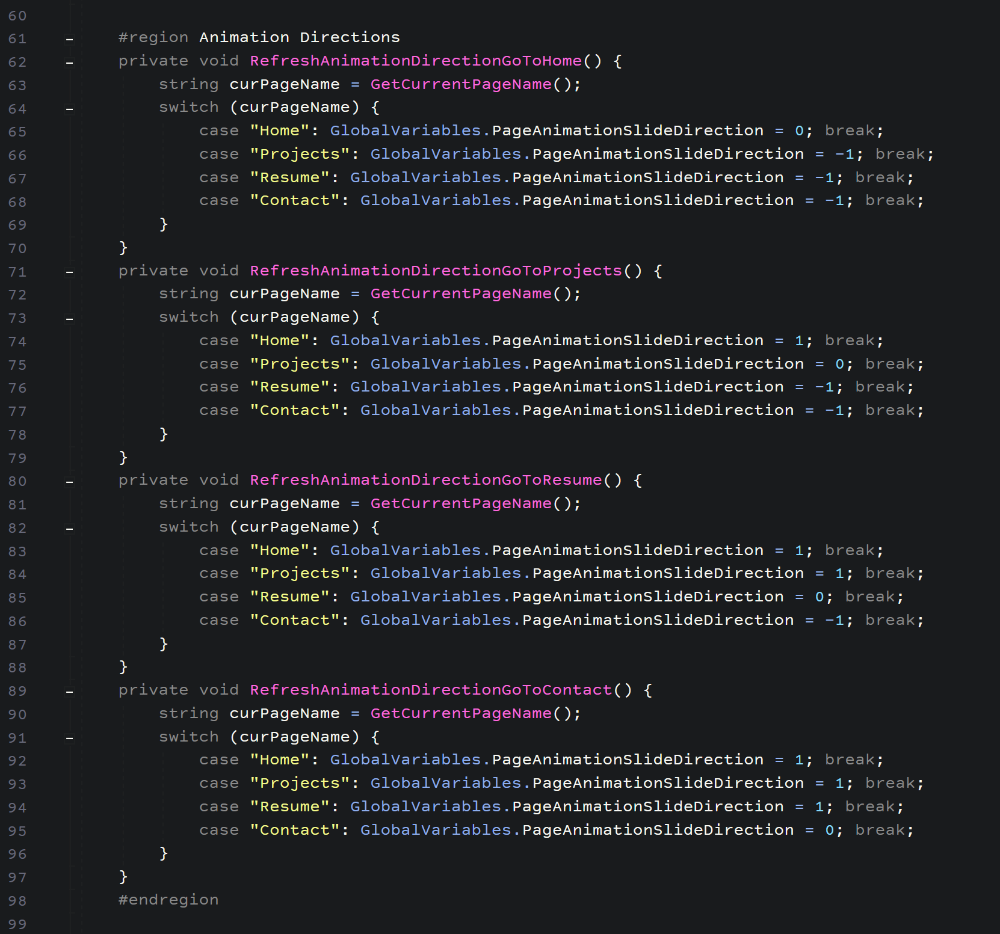 60
61 #region Animation Directions
62 private void RefreshAnimationDirectionGoToHome() {
63 string curPageName = GetCurrentPageName();
64 switch (curPageName) {
65 case "Home": GlobalVariables.PageAnimationSlideDirection = 0; break;
66 case "Projects": GlobalVariables.PageAnimationSlideDirection = -1; break;
67 case "Resume": GlobalVariables.PageAnimationSlideDirection = -1; break;
68 case "Contact": GlobalVariables.PageAnimationSlideDirection = -1; break;
69 }
70 }
71 private void RefreshAnimationDirectionGoToProjects() {
72 string curPageName = GetCurrentPageName();
73 switch (curPageName) {
74 case "Home": GlobalVariables.PageAnimationSlideDirection = 1; break;
75 case "Projects": GlobalVariables.PageAnimationSlideDirection = 0; break;
76 case "Resume": GlobalVariables.PageAnimationSlideDirection = -1; break;
77 case "Contact": GlobalVariables.PageAnimationSlideDirection = -1; break;
78 }
79 }
80 private void RefreshAnimationDirectionGoToResume() {
81 string curPageName = GetCurrentPageName();
82 switch (curPageName) {
83 case "Home": GlobalVariables.PageAnimationSlideDirection = 1; break;
84 case "Projects": GlobalVariables.PageAnimationSlideDirection = 1; break;
85 case "Resume": GlobalVariables.PageAnimationSlideDirection = 0; break;
86 case "Contact": GlobalVariables.PageAnimationSlideDirection = -1; break;
87 }
88 }
89 private void RefreshAnimationDirectionGoToContact() {
90 string curPageName = GetCurrentPageName();
91 switch (curPageName) {
92 case "Home": GlobalVariables.PageAnimationSlideDirection = 1; break;
93 case "Projects": GlobalVariables.PageAnimationSlideDirection = 1; break;
94 case "Resume": GlobalVariables.PageAnimationSlideDirection = 1; break;
95 case "Contact": GlobalVariables.PageAnimationSlideDirection = 0; break;
96 }
97 }
98 #endregion
99